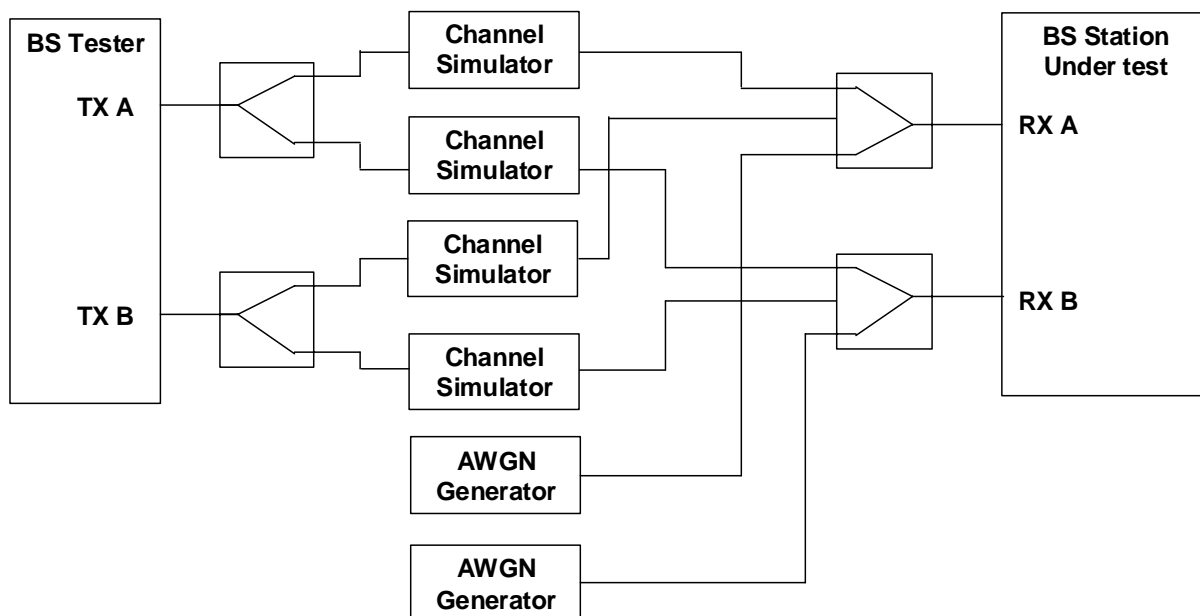 BS Tester
TX A
TX B
Channel
Simulator
Channel
Simulator
Channel
Simulator
Channel
Simulator
AWGN
Generator
AWGN
Generator
BS Station
Under test
RX A
RX B